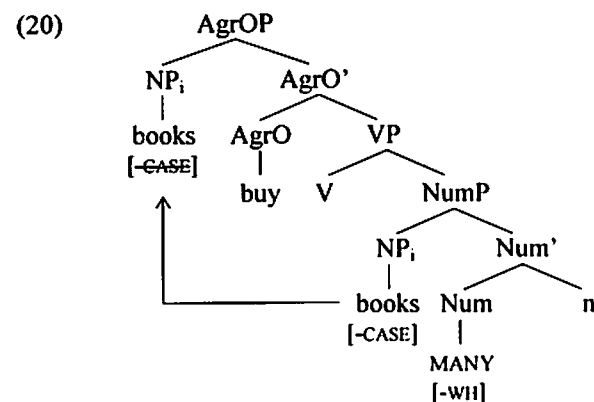 (20) AgrOP
NPᵢ AgrO'
books AgrO VP
[-CASE] buy V NumP
NPᵢ Num'
books Num n
[-CASE] MANY
[-WH]